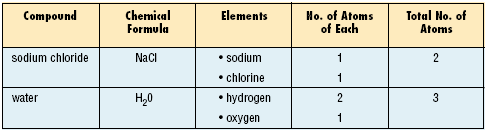 Compound Chemical Formula Elements No. of Atoms of Each Total No. of Atoms
sodium chloride NaCl • sodium 1 2
• chlorine 1
water H₂0 • hydrogen 2 3
• oxygen 1